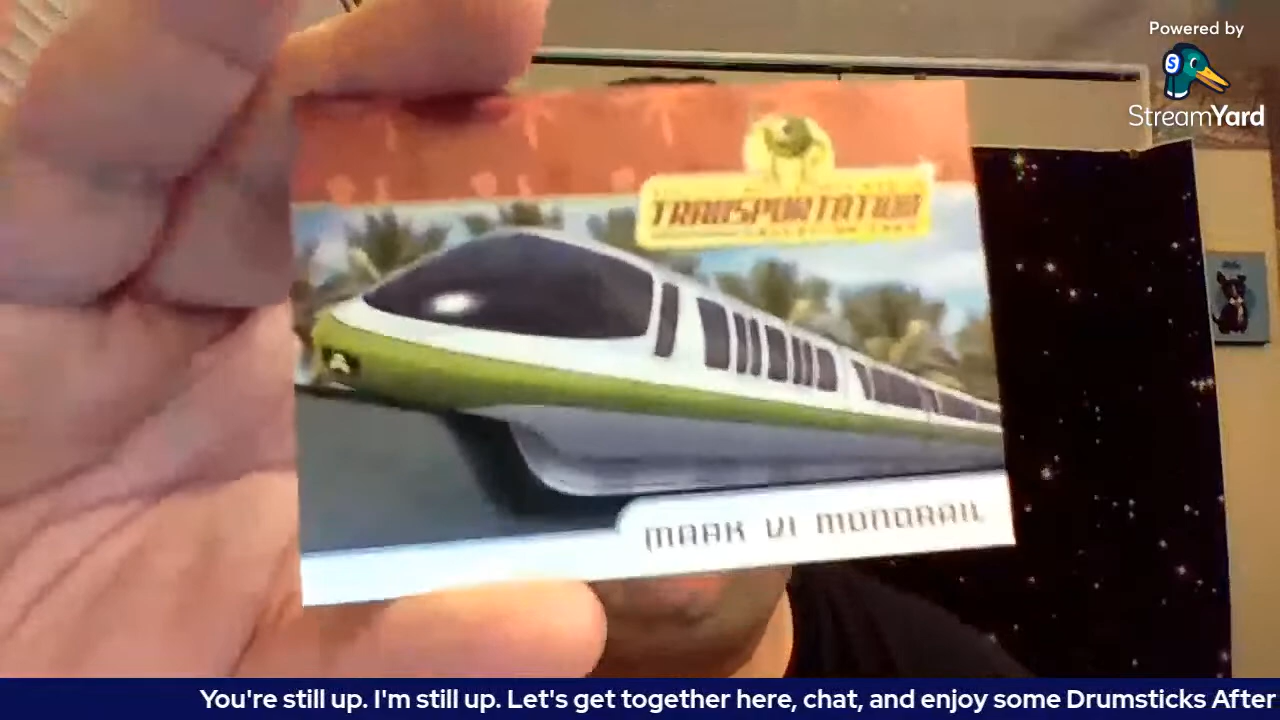 Powered by
StreamYard
TRANSPORTATION
MARK VI MONORAIL
You're still up. I'm still up. Let's get together here, chat, and enjoy some Drumsticks After